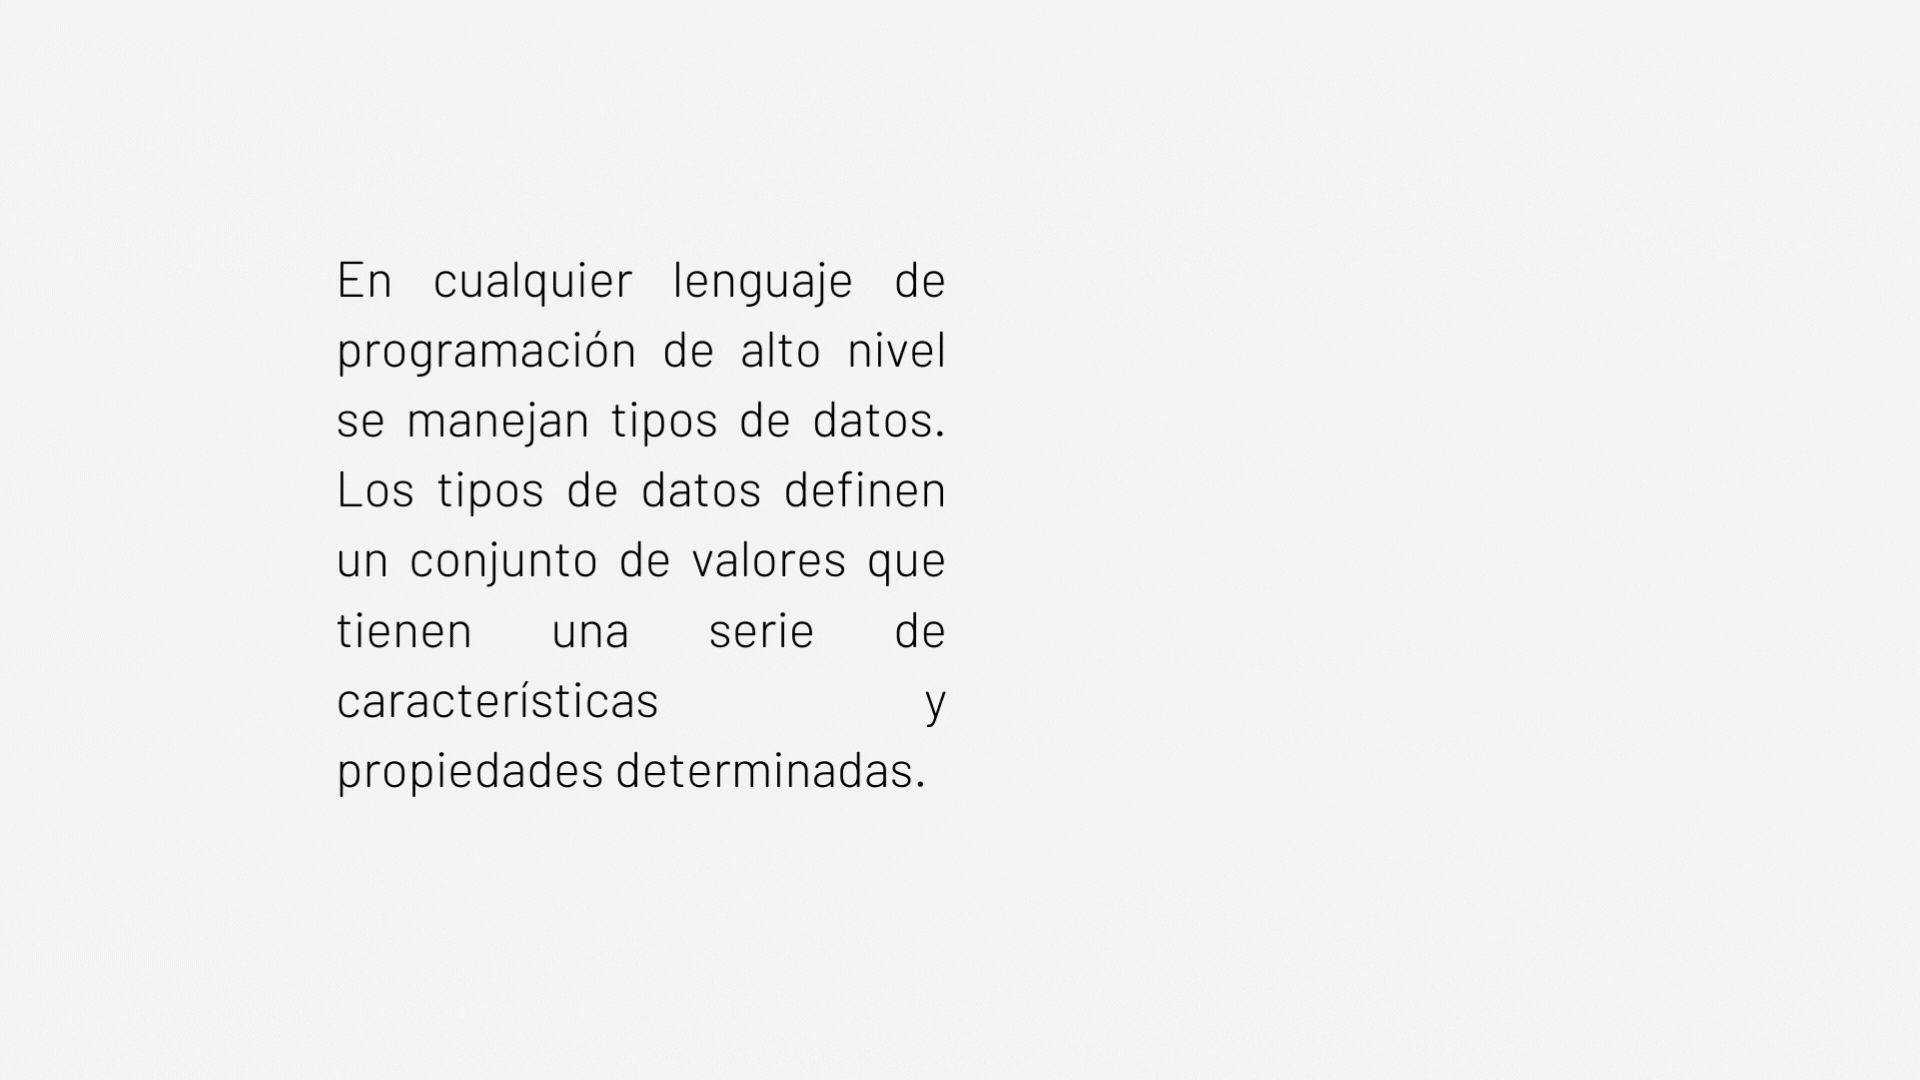 En cualquier lenguaje de
programación de alto nivel
se manejan tipos de datos.
Los tipos de datos definen
un conjunto de valores que
tienen una serie de
características y
propiedades determinadas.